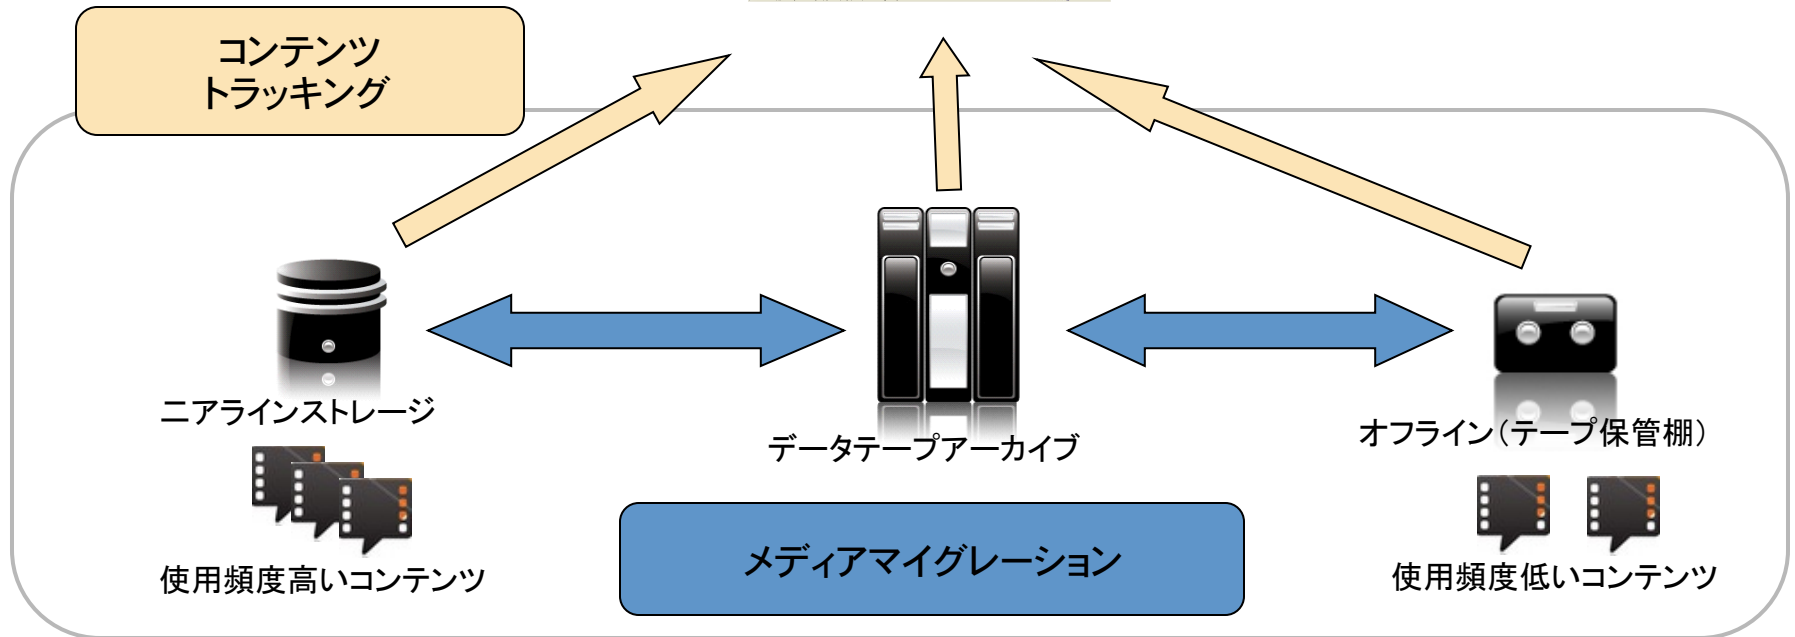 コンテンツ
トラッキング
ニアラインストレージ
データテープアーカイブ
オフライン（テープ保管棚）
使用頻度高いコンテンツ
メディアマイグレーション
使用頻度低いコンテンツ